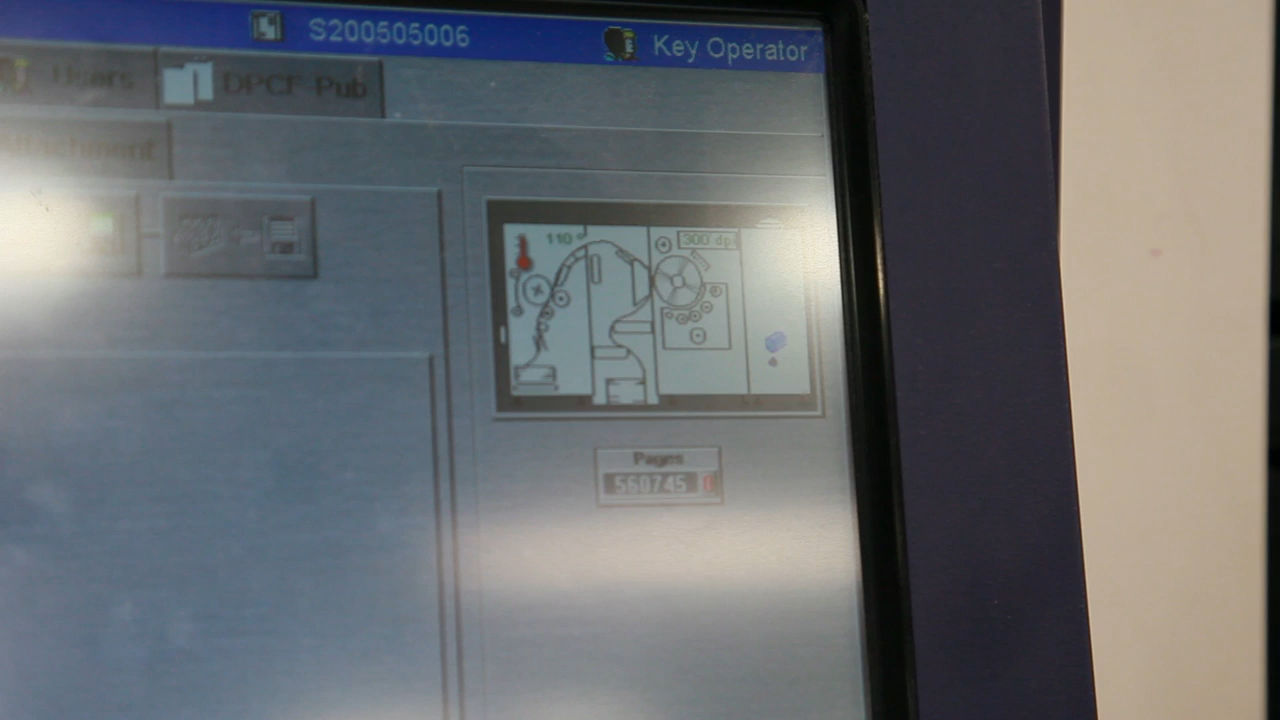 S200505006
Key Operator
Users
DPCF-Pub
110°
300 dpi
Pages
560745